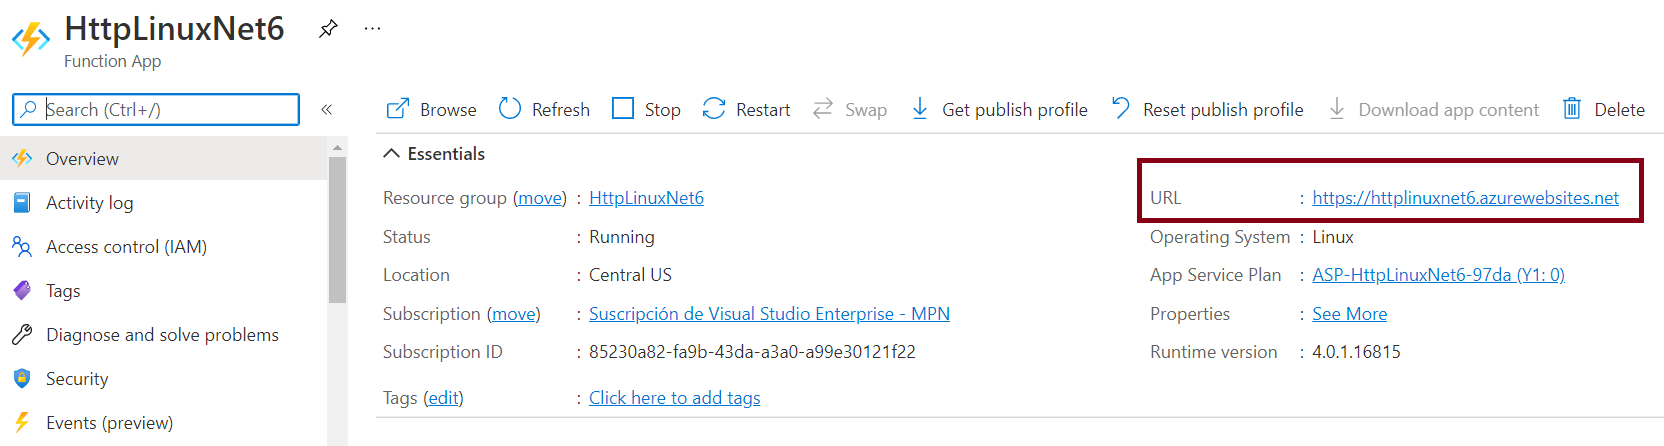 HttpLinuxNet6
...
Function App
Search (Ctrl+/)
«
Browse
Refresh
Stop
Restart
Swap
Get publish profile
Reset publish profile
Download app content
Delete
Overview
Activity log
Access control (IAM)
Tags
Diagnose and solve problems
Security
Events (preview)
Essentials
Resource group (move) : HttpLinuxNet6
Status : Running
Location : Central US
Subscription (move) : Suscripción de Visual Studio Enterprise - MPN
Subscription ID : 85230a82-fa9b-43da-a3a0-a99e30121f22
Tags (edit) : Click here to add tags
URL : https://httplinuxnet6.azurewebsites.net
Operating System : Linux
App Service Plan : ASP-HttpLinuxNet6-97da (Y1: 0)
Properties : See More
Runtime version : 4.0.1.16815